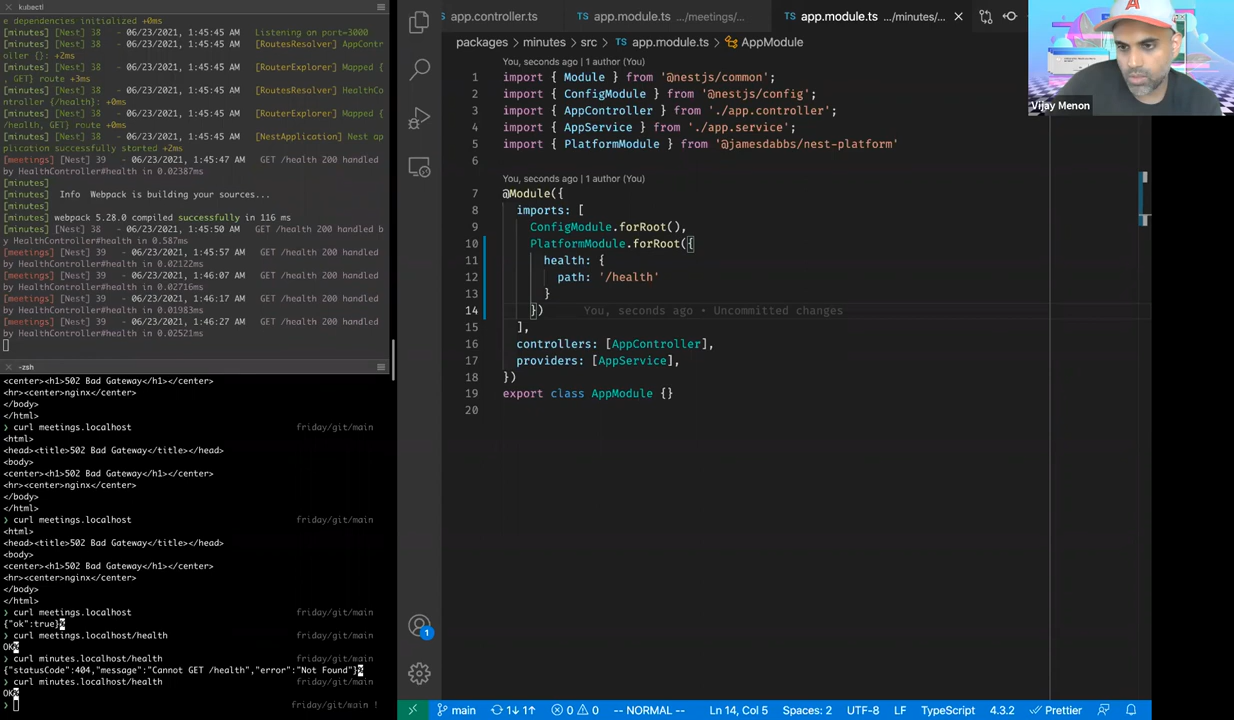 kubectl
e dependencies initialized +0ms
[minutes] [Nest] 38 - 06/23/2021, 1:45:45 AM Listening on port=3000
[minutes] [Nest] 38 - 06/23/2021, 1:45:45 AM [RoutesResolver] AppContr
oller {}: +2ms
[minutes] [Nest] 38 - 06/23/2021, 1:45:45 AM [RouterExplorer] Mapped {
, GET} route +3ms
[minutes] [Nest] 38 - 06/23/2021, 1:45:45 AM [RoutesResolver] HealthCo
ntroller {/health}: +0ms
[minutes] [Nest] 38 - 06/23/2021, 1:45:45 AM [RouterExplorer] Mapped {
/health, GET} route +0ms
[minutes] [Nest] 38 - 06/23/2021, 1:45:45 AM [NestApplication] Nest ap
plication successfully started +2ms
[meetings] [Nest] 39 - 06/23/2021, 1:45:47 AM GET /health 200 handled
by HealthController#health in 0.02387ms
[minutes]
[minutes] Info Webpack is building your sources...
[minutes]
[minutes] webpack 5.28.0 compiled successfully in 116 ms
[minutes] [Nest] 38 - 06/23/2021, 1:45:50 AM GET /health 200 handled b
y HealthController#health in 0.587ms
[meetings] [Nest] 39 - 06/23/2021, 1:45:57 AM GET /health 200 handled
by HealthController#health in 0.02122ms
[meetings] [Nest] 39 - 06/23/2021, 1:46:07 AM GET /health 200 handled
by HealthController#health in 0.02716ms
[meetings] [Nest] 39 - 06/23/2021, 1:46:17 AM GET /health 200 handled
by HealthController#health in 0.01983ms
[meetings] [Nest] 39 - 06/23/2021, 1:46:27 AM GET /health 200 handled
by HealthController#health in 0.02521ms
-zsh
<center><h1>502 Bad Gateway</h1></center>
<hr><center>nginx</center>
</body>
</html>
❯ curl meetings.localhost friday/git/main
<html>
<head><title>502 Bad Gateway</title></head>
<body>
<center><h1>502 Bad Gateway</h1></center>
<hr><center>nginx</center>
</body>
</html>
❯ curl meetings.localhost friday/git/main
<html>
<head><title>502 Bad Gateway</title></head>
<body>
<center><h1>502 Bad Gateway</h1></center>
<hr><center>nginx</center>
</body>
</html>
❯ curl meetings.localhost friday/git/main
{"ok":true}%
❯ curl meetings.localhost/health friday/git/main
OK%
❯ curl minutes.localhost/health friday/git/main
{"statusCode":404,"message":"Cannot GET /health","error":"Not Found"}%
❯ curl minutes.localhost/health friday/git/main
OK%
❯ friday/git/main !
app.controller.ts app.module.ts .../meetings/... app.module.ts .../minutes/...
packages > minutes > src > app.module.ts > AppModule
You, seconds ago | 1 author (You)
1 import { Module } from '@nestjs/common';
2 import { ConfigModule } from '@nestjs/config';
3 import { AppController } from './app.controller';
4 import { AppService } from './app.service';
5 import { PlatformModule } from '@jamesdabbs/nest-platform'
6
You, seconds ago | 1 author (You)
7 @Module({
8 imports: [
9 ConfigModule.forRoot(),
10 PlatformModule.forRoot({
11 health: {
12 path: '/health'
13 }
14 }) You, seconds ago • Uncommitted changes
15 ],
16 controllers: [AppController],
17 providers: [AppService],
18 })
19 export class AppModule {}
20
Vijay Menon
1
main 1↓ 1↑ 0 0 -- NORMAL -- Ln 14, Col 5 Spaces: 2 UTF-8 LF TypeScript 4.3.2 Prettier